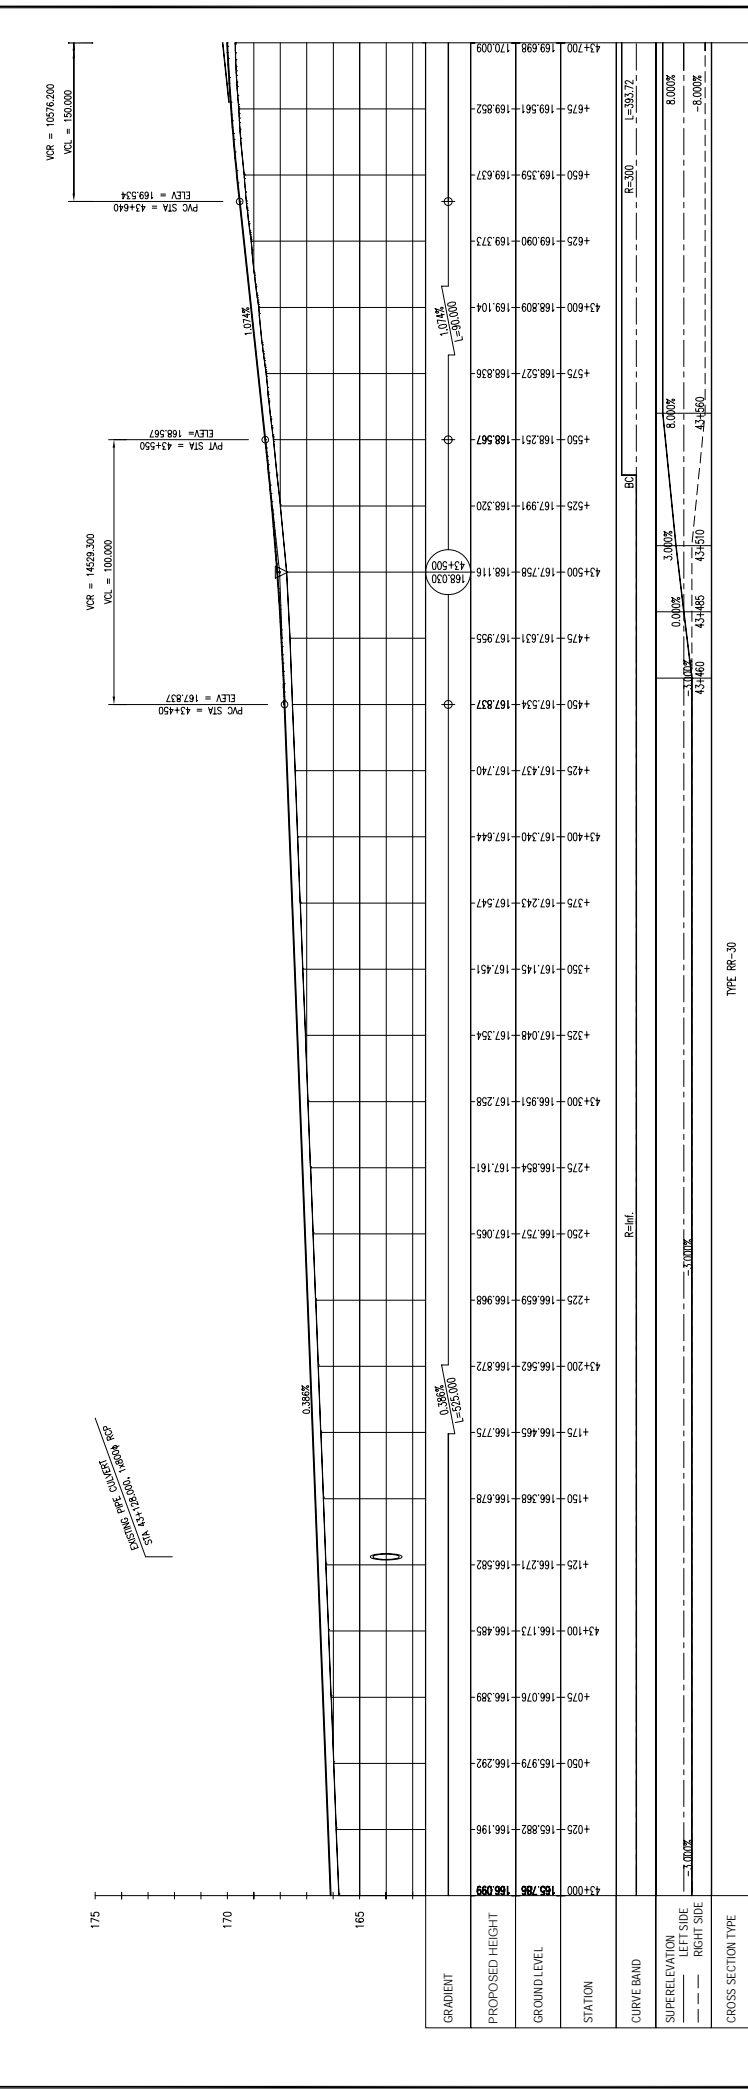 VCR = 10576.200
VCL = 150.000
PVC STA = 43+640
ELEV = 169.534
VCR = 14529.300
VCL = 100.000
PVT STA = 43+550
ELEV= 168.567
PVC STA = 43+450
ELEV = 167.837
1.074%
0.386%
EXISTING PIPE CULVERT
STA 43+128.000, 1x800ϕ RCP
175
170
165
GRADIENT
0.386%
L=525.000
168.030
43+500
1.074%
L=90.000
PROPOSED HEIGHT
166.099 166.196 166.292 166.389 166.485 166.582 166.678 166.775 166.872 166.968 167.065 167.161 167.258 167.354 167.451 167.547 167.644 167.740 167.837 167.955 168.116 168.320 168.567 168.836 169.104 169.373 169.637 169.852 170.009
GROUND LEVEL
165.786 165.882 165.979 166.076 166.173 166.271 166.368 166.465 166.562 166.659 166.757 166.854 166.951 167.048 167.145 167.243 167.340 167.437 167.534 167.631 167.758 167.991 168.251 168.527 168.809 169.090 169.359 169.561 169.698
STATION
43+000 +025 +050 +075 43+100 +125 +150 +175 43+200 +225 +250 +275 43+300 +325 +350 +375 43+400 +425 +450 +475 43+500 +525 +550 +575 43+600 +625 +650 +675 43+700
CURVE BAND
R=Inf.
BC
R=300
L=393.72
SUPERELEVATION
LEFT SIDE
RIGHT SIDE
-3.000%
-3.000%
-3.000%
43+460
0.000%
43+485
3.000%
43+510
8.000%
43+560
8.000%
-8.000%
CROSS SECTION TYPE
TYPE RR-30